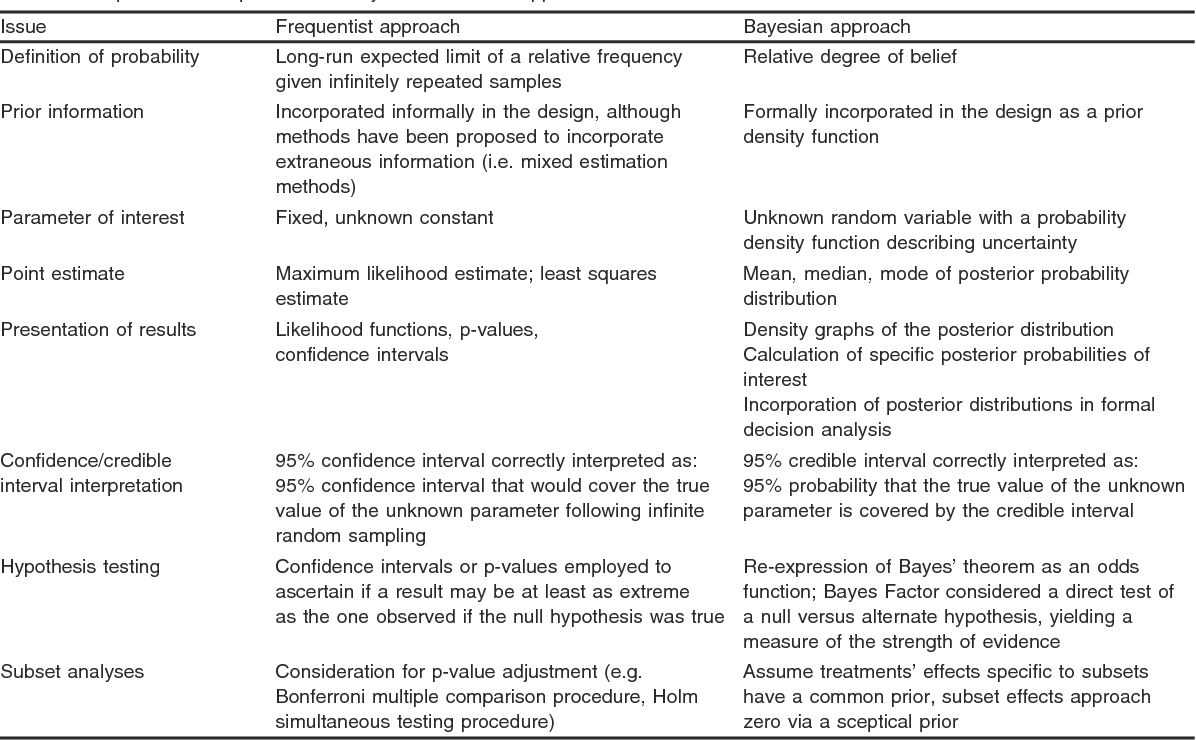 Issue
Frequentist approach
Bayesian approach
Definition of probability
Long-run expected limit of a relative frequency
given infinitely repeated samples
Relative degree of belief
Prior information
Incorporated informally in the design, although
methods have been proposed to incorporate
extraneous information (i.e. mixed estimation
methods)
Formally incorporated in the design as a prior
density function
Parameter of interest
Fixed, unknown constant
Unknown random variable with a probability
density function describing uncertainty
Point estimate
Maximum likelihood estimate; least squares
estimate
Mean, median, mode of posterior probability
distribution
Presentation of results
Likelihood functions, p-values,
confidence intervals
Density graphs of the posterior distribution
Calculation of specific posterior probabilities of
interest
Incorporation of posterior distributions in formal
decision analysis
Confidence/credible
interval interpretation
95% confidence interval correctly interpreted as:
95% confidence interval that would cover the true
value of the unknown parameter following infinite
random sampling
95% credible interval correctly interpreted as:
95% probability that the true value of the unknown
parameter is covered by the credible interval
Hypothesis testing
Confidence intervals or p-values employed to
ascertain if a result may be at least as extreme
as the one observed if the null hypothesis was true
Re-expression of Bayes’ theorem as an odds
function; Bayes Factor considered a direct test of
a null versus alternate hypothesis, yielding a
measure of the strength of evidence
Subset analyses
Consideration for p-value adjustment (e.g.
Bonferroni multiple comparison procedure, Holm
simultaneous testing procedure)
Assume treatments’ effects specific to subsets
have a common prior, subset effects approach
zero via a sceptical prior